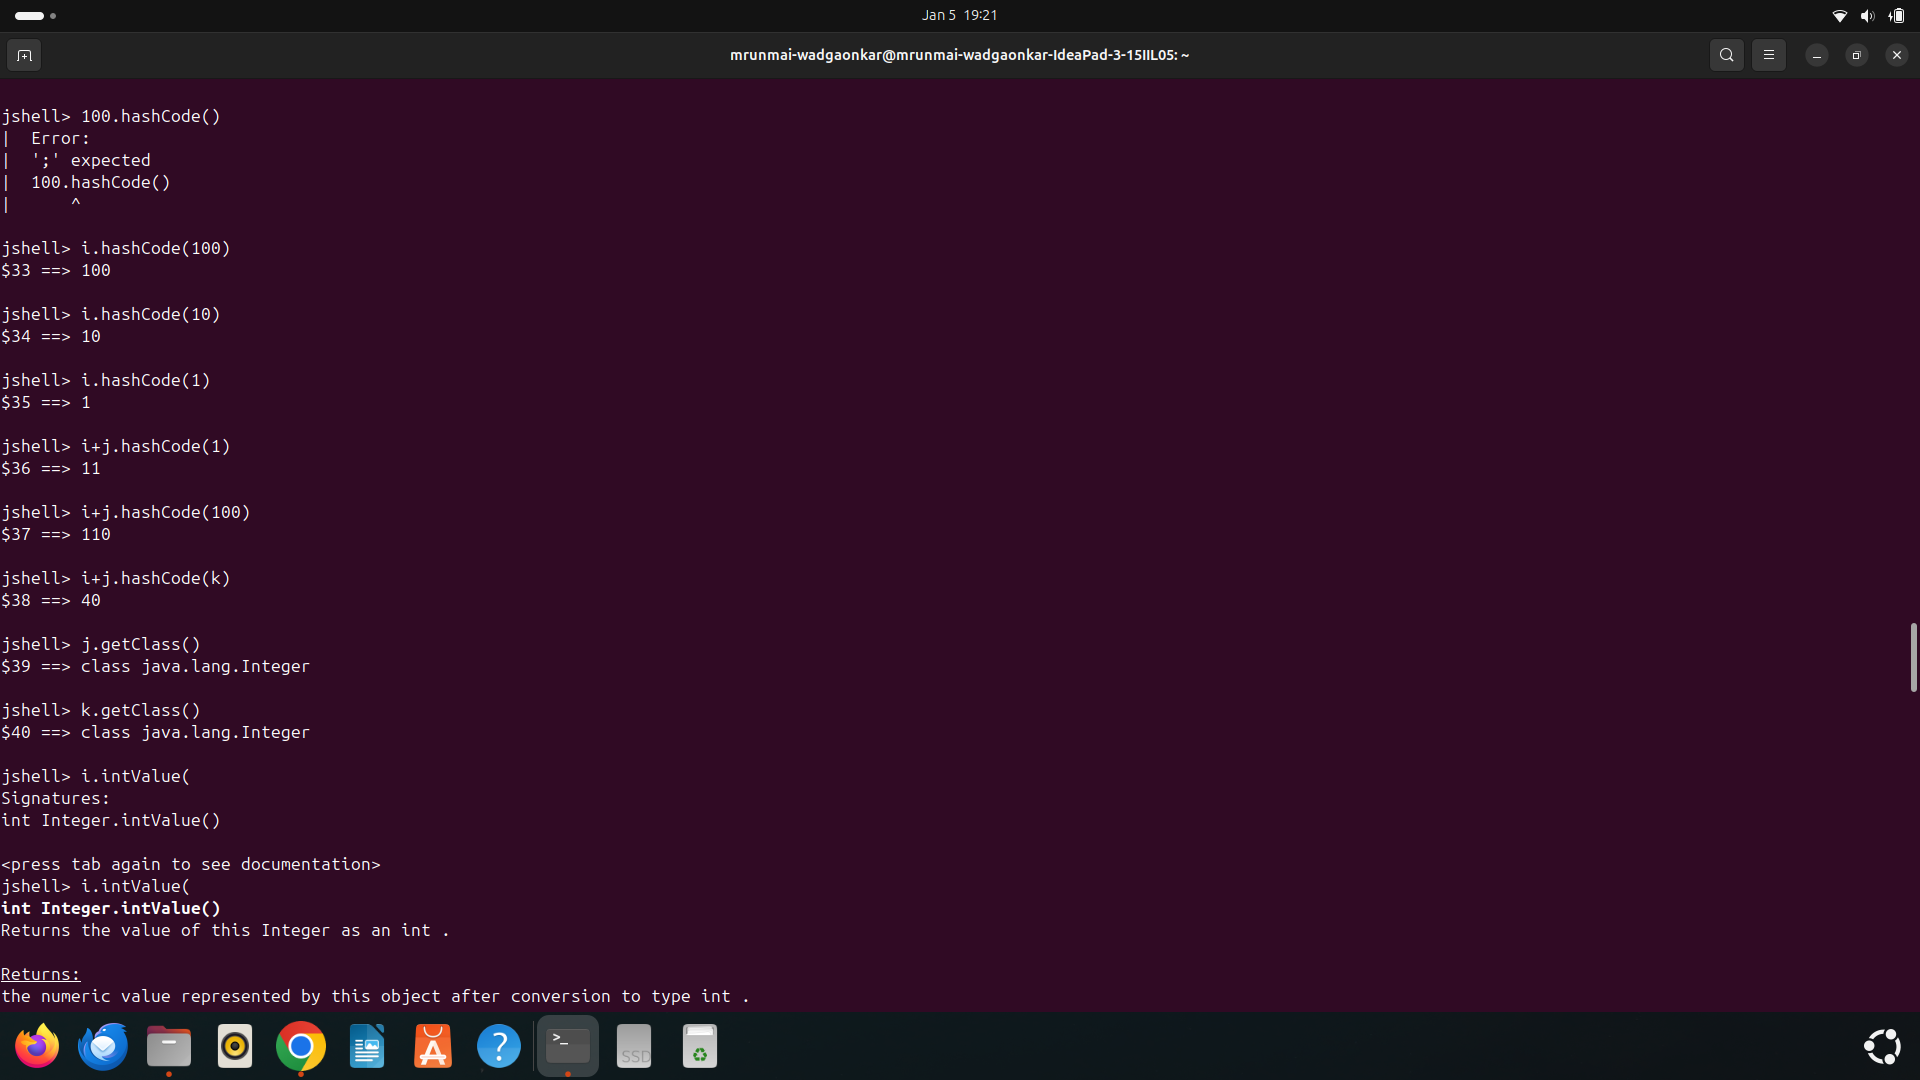 Jan 5 19:21
mrunmai-wadgaonkar@mrunmai-wadgaonkar-IdeaPad-3-15IIL05: ~
jshell> 100.hashCode()
|  Error:
|  ';' expected
|  100.hashCode()
|      ^
jshell> i.hashCode(100)
$33 ==> 100
jshell> i.hashCode(10)
$34 ==> 10
jshell> i.hashCode(1)
$35 ==> 1
jshell> i+j.hashCode(1)
$36 ==> 11
jshell> i+j.hashCode(100)
$37 ==> 110
jshell> i+j.hashCode(k)
$38 ==> 40
jshell> j.getClass()
$39 ==> class java.lang.Integer
jshell> k.getClass()
$40 ==> class java.lang.Integer
jshell> i.intValue(
Signatures:
int Integer.intValue()
<press tab again to see documentation>
jshell> i.intValue(
int Integer.intValue()
Returns the value of this Integer as an int .
Returns:
the numeric value represented by this object after conversion to type int .
>_
SSD